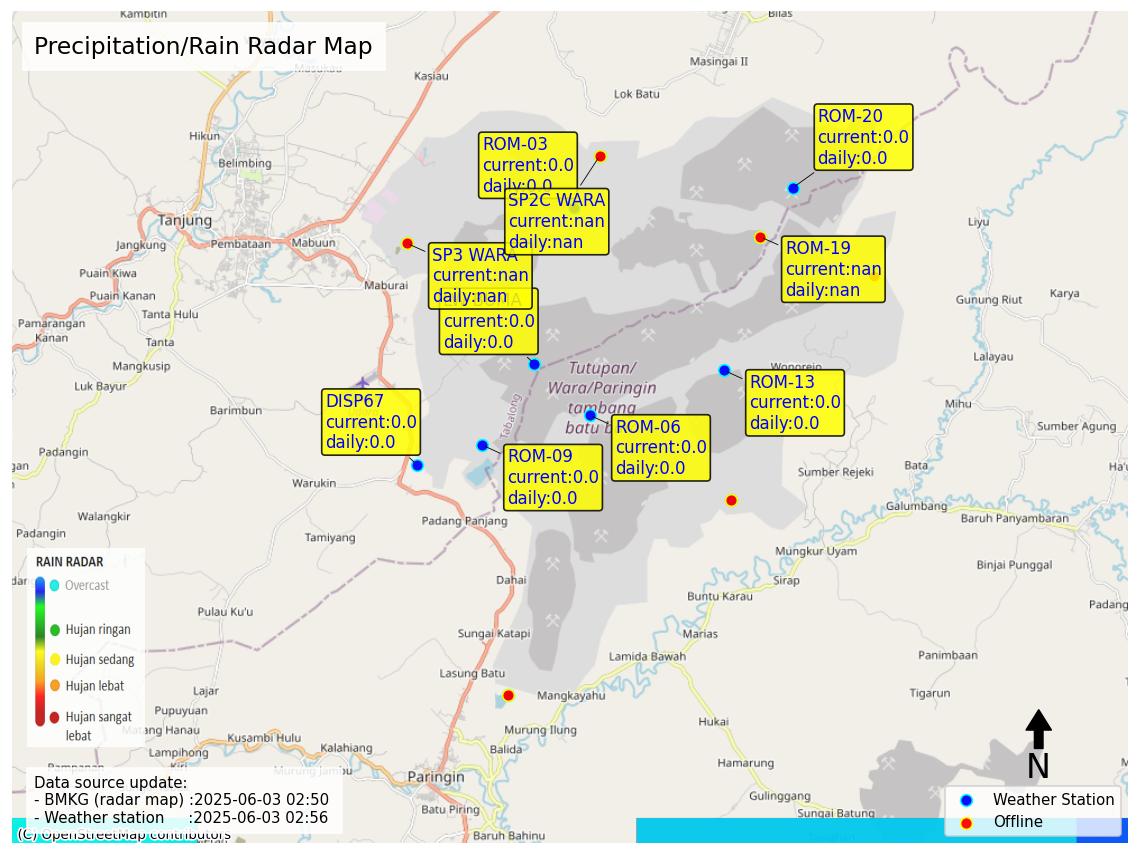 Kambitin
Bilas
Precipitation/Rain Radar Map
Masingai II
Kasiau
Lok Batu
Hikun
Belimbing
ROM-03
current:0.0
daily:0.0
ROM-20
current:0.0
daily:0.0
SP2C WARA
current:nan
daily:nan
Tanjung
Jangkung
Pembataan
Mabuun
Liyu
SP3 WARA
current:nan
daily:nan
ROM-19
current:nan
daily:nan
Puain Kiwa
Puain Kanan
Maburai
Gunung Riut
Karya
Tanta Hulu
Pamarangan
Kanan
Tanta
current:0.0
daily:0.0
Mangkusip
Luk Bayur
Lalayau
Wonorejo
Tutupan/
Wara/Paringin
tambang
batu b
ROM-13
current:0.0
daily:0.0
DISP67
current:0.0
daily:0.0
Tabalong
Barimbun
Mihu
Sumber Agung
ROM-06
current:0.0
daily:0.0
ROM-09
current:0.0
daily:0.0
Padangin
Bata
Kambitin
Sumber Rejeki
Warukin
Galumbang
Walangkir
Padang Panjang
Baruh Panyambaran
Padangin
Tamiyang
Mungkur Uyam
Binjai Punggal
RAIN RADAR
Overcast
Hujan ringan
Hujan sedang
Hujan lebat
Hujan sangat
lebat
Dahai
Sirap
Buntu Karau
Padang
Pulau Ku'u
Sungai Katapi
Marias
Lamida Bawah
Panimbaan
Lasung Batu
Lajar
Mangkayahu
Tigarun
Pupuyuan
Matang Hanau
Murung Ilung
Hukai
Kusambi Hulu
Lampihong
Kalahiang
Balida
Hamarung
Murung Jambu
Paringin
N
Data source update:
- BMKG (radar map) :2025-06-03 02:50
- Weather station :2025-06-03 02:56
Gulinggang
Batu Piring
Sungai Batung
Weather Station
Offline
Baruh Bahinu
(C) OpenStreetMap contributors